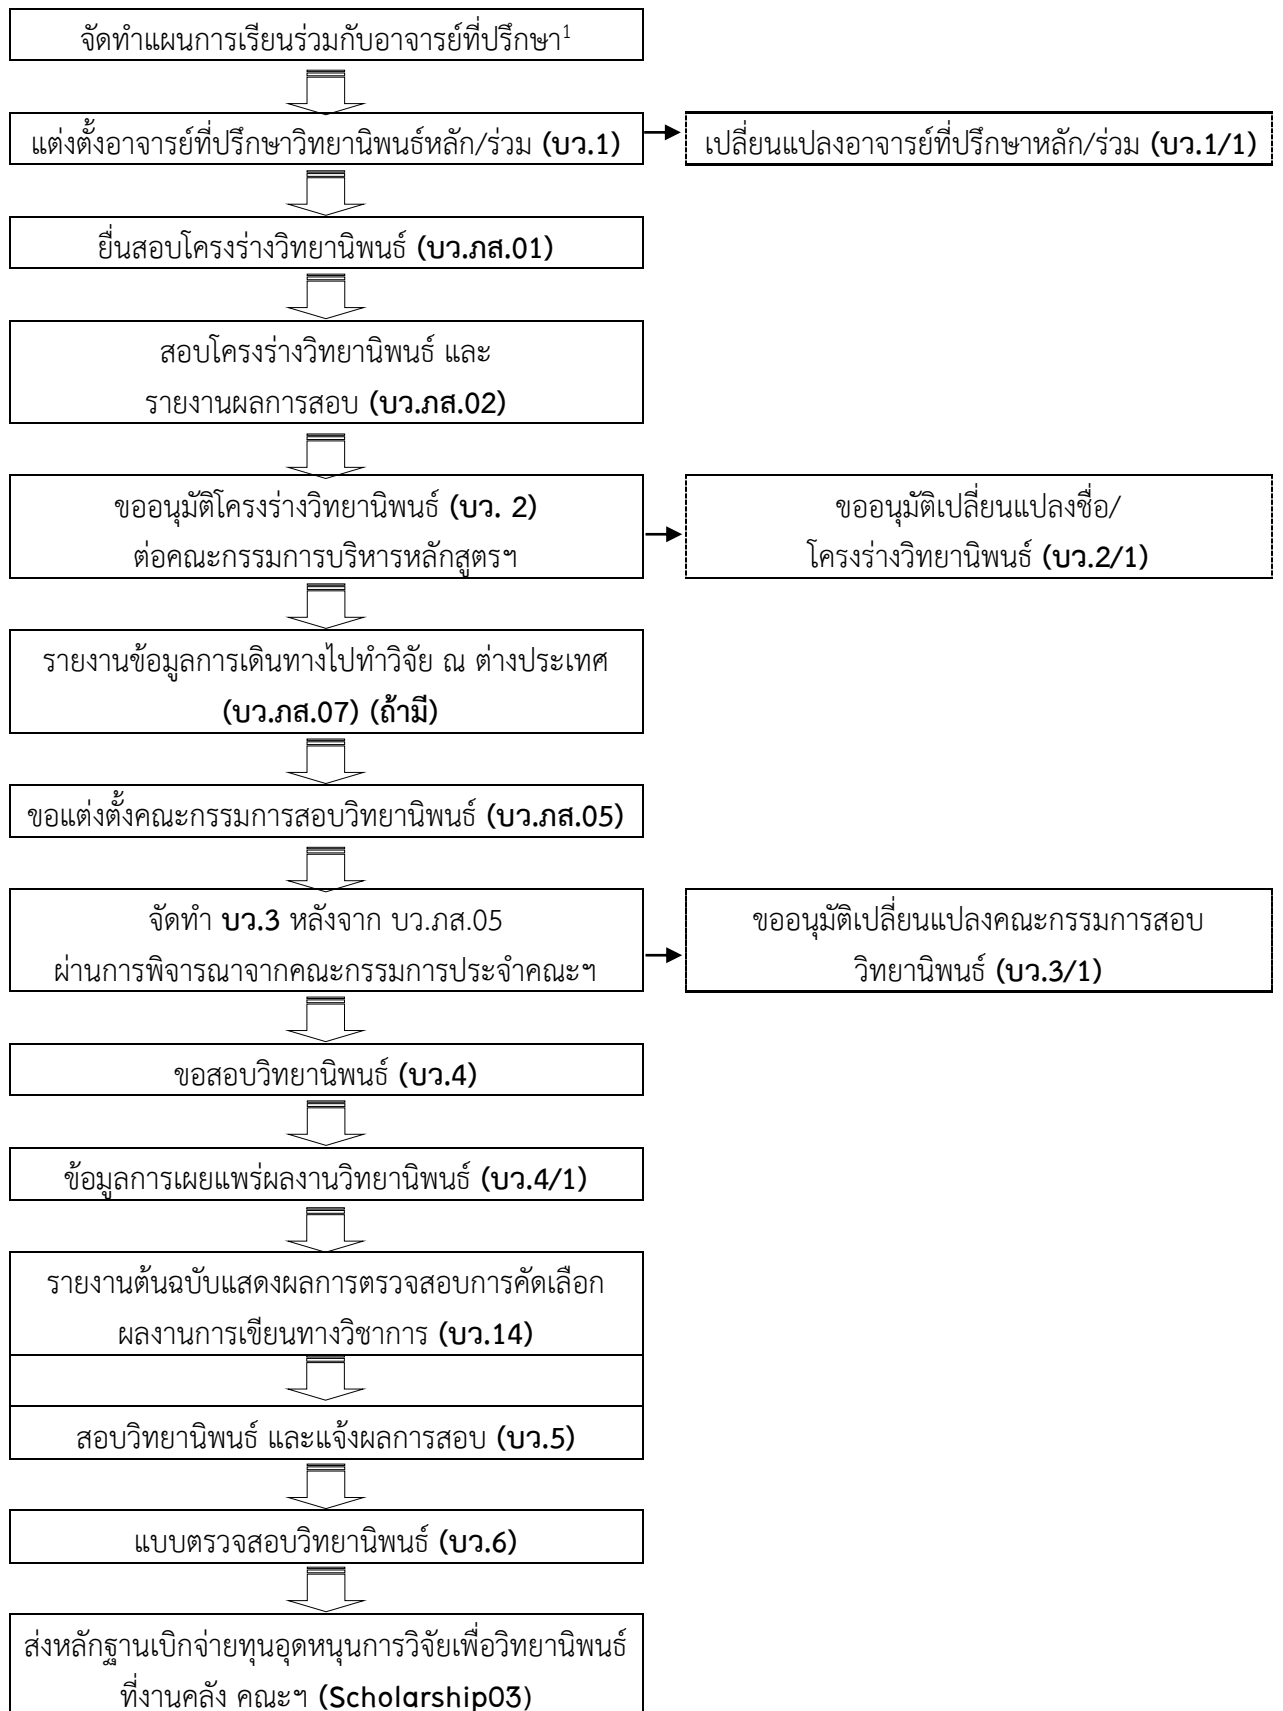 จัดทำแผนการเรียนร่วมกับอาจารย์ที่ปรึกษา¹
แต่งตั้งอาจารย์ที่ปรึกษาวิทยานิพนธ์หลัก/ร่วม (บว.1)
เปลี่ยนแปลงอาจารย์ที่ปรึกษาหลัก/ร่วม (บว.1/1)
ยื่นสอบโครงร่างวิทยานิพนธ์ (บว.ภส.01)
สอบโครงร่างวิทยานิพนธ์ และ
รายงานผลการสอบ (บว.ภส.02)
ขออนุมัติโครงร่างวิทยานิพนธ์ (บว. 2)
ต่อคณะกรรมการบริหารหลักสูตรฯ
ขออนุมัติเปลี่ยนแปลงชื่อ/
โครงร่างวิทยานิพนธ์ (บว.2/1)
รายงานข้อมูลการเดินทางไปทำวิจัย ณ ต่างประเทศ
(บว.ภส.07) (ถ้ามี)
ขอแต่งตั้งคณะกรรมการสอบวิทยานิพนธ์ (บว.ภส.05)
จัดทำ บว.3 หลังจาก บว.ภส.05
ผ่านการพิจารณาจากคณะกรรมการประจำคณะฯ
ขออนุมัติเปลี่ยนแปลงคณะกรรมการสอบ
วิทยานิพนธ์ (บว.3/1)
ขอสอบวิทยานิพนธ์ (บว.4)
ข้อมูลการเผยแพร่ผลงานวิทยานิพนธ์ (บว.4/1)
รายงานต้นฉบับแสดงผลการตรวจสอบการคัดเลือก
ผลงานการเขียนทางวิชาการ (บว.14)
สอบวิทยานิพนธ์ และแจ้งผลการสอบ (บว.5)
แบบตรวจสอบวิทยานิพนธ์ (บว.6)
ส่งหลักฐานเบิกจ่ายทุนอุดหนุนการวิจัยเพื่อวิทยานิพนธ์
ที่งานคลัง คณะฯ (Scholarship03)